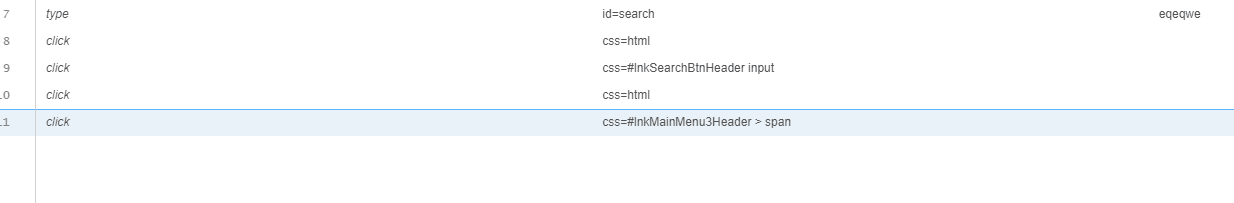 7 type id=search eqeqwe
8 click css=html
9 click css=#lnkSearchBtnHeader input
10 click css=html
11 click css=#lnkMainMenu3Header > span